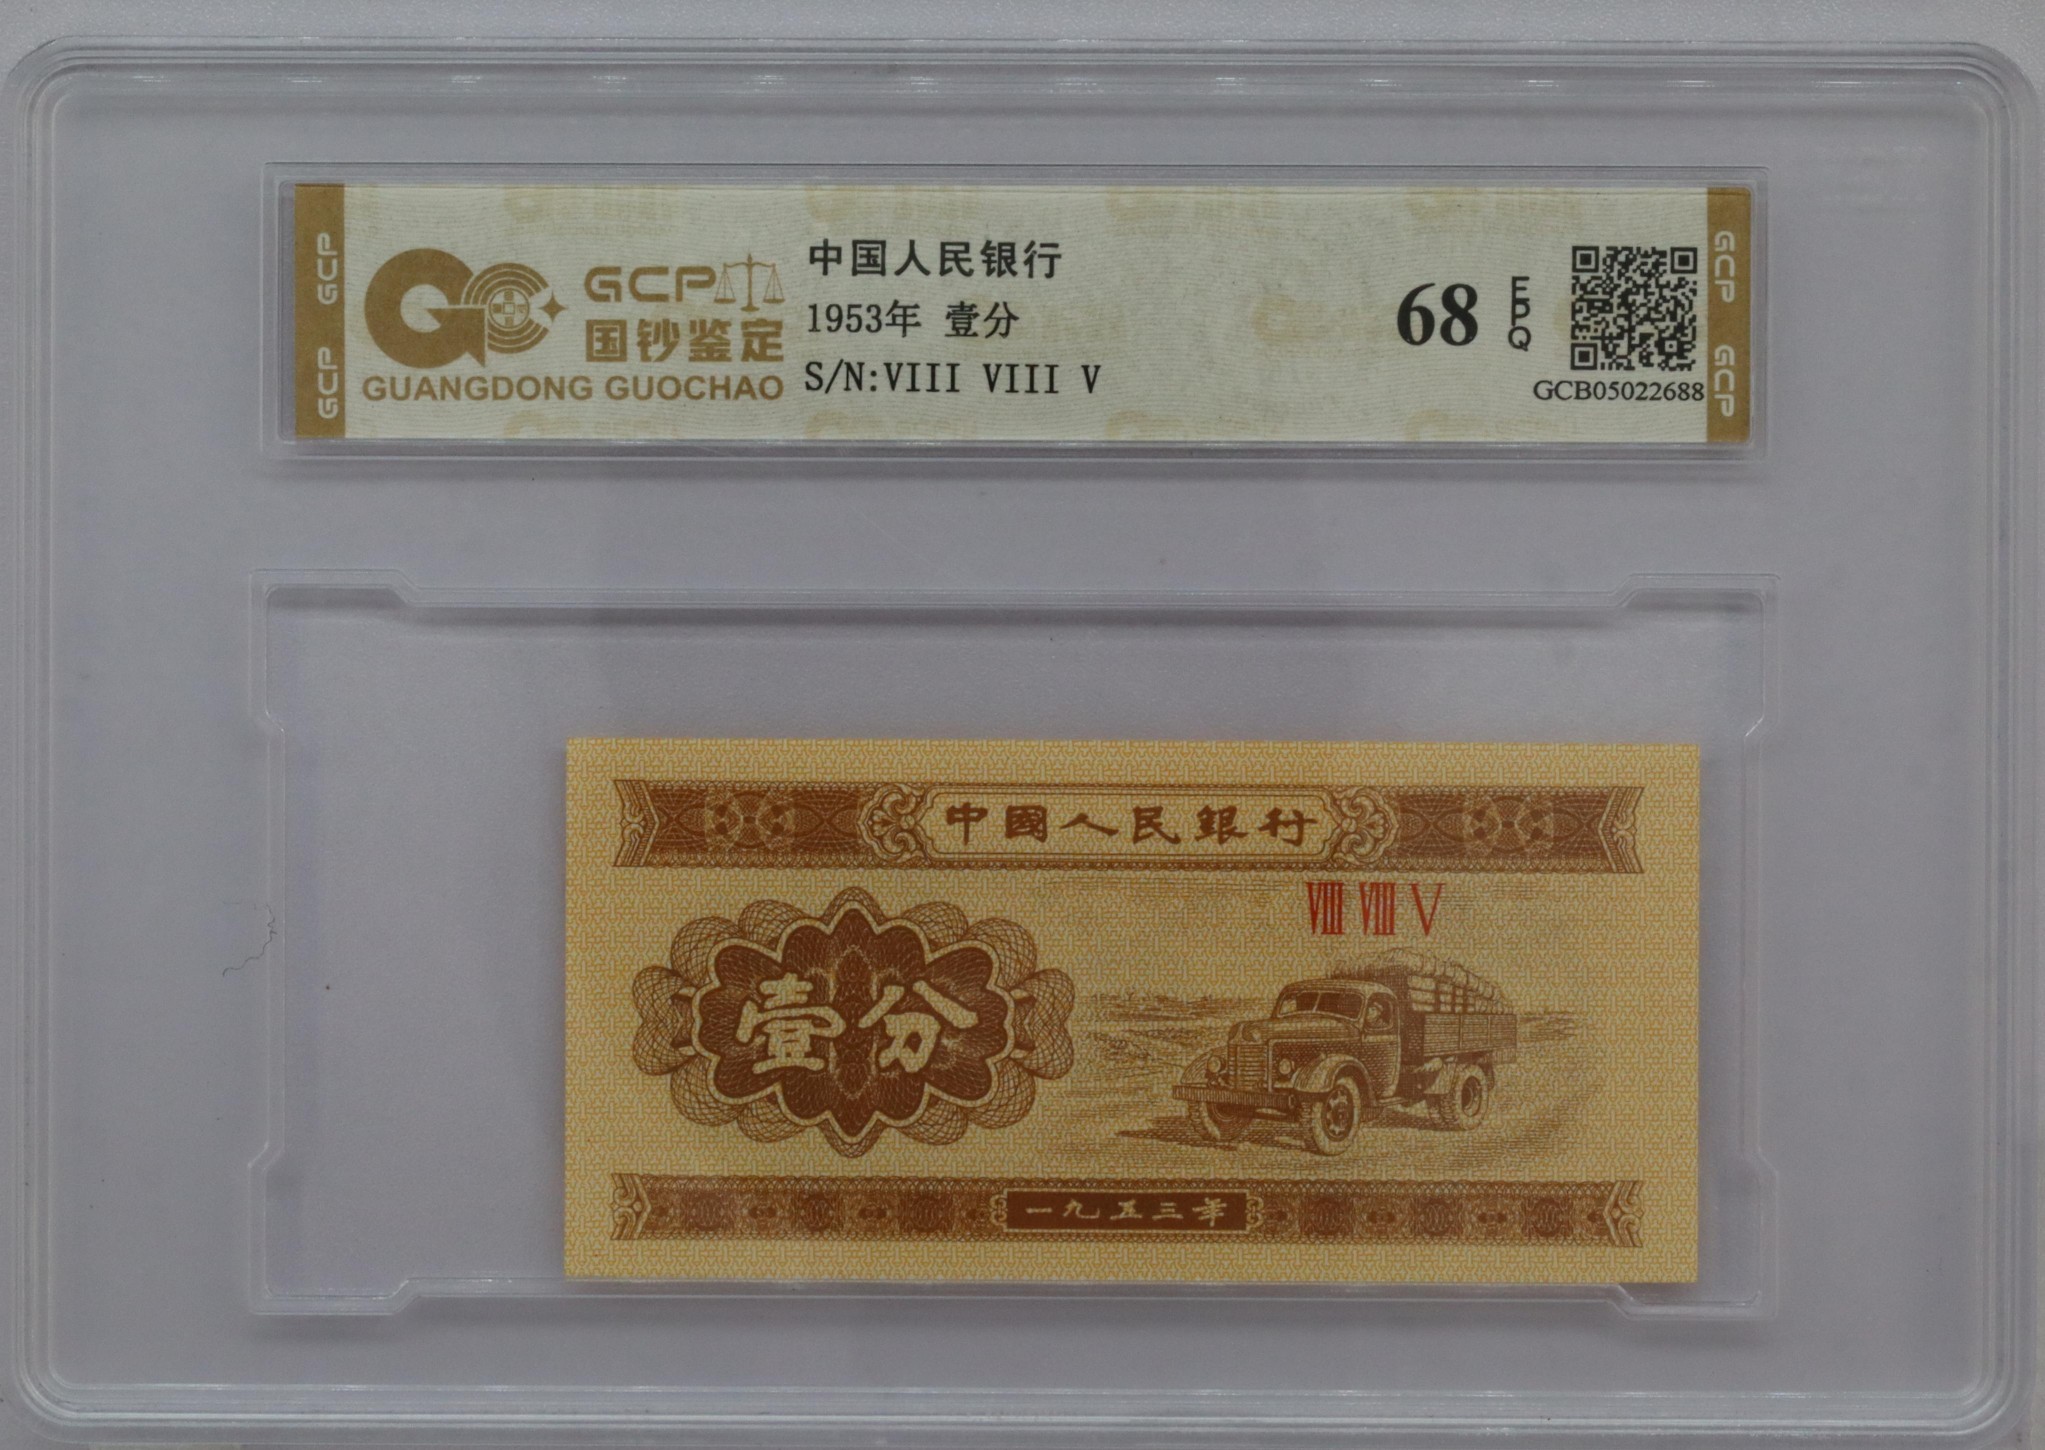 GCP GCP
GCP
国钞鉴定
GUANGDONG GUOCHAO
中国人民银行
1953年 壹分
S/N:VIII VIII V
68 EPQ
GCB05022688
GCP GCP
中國人民銀行
VIII VIII V
壹分
一九五三年